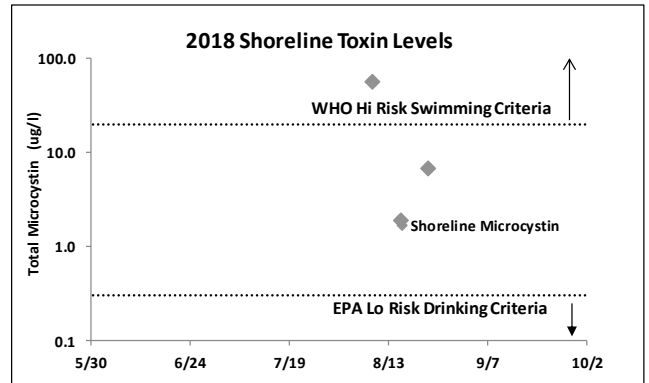 2018 Shoreline Toxin Levels
Total Microcystin (ug/l)
100.0
10.0
1.0
0.1
WHO Hi Risk Swimming Criteria
Shoreline Microcystin
EPA Lo Risk Drinking Criteria
5/30 6/24 7/19 8/13 9/7 10/2